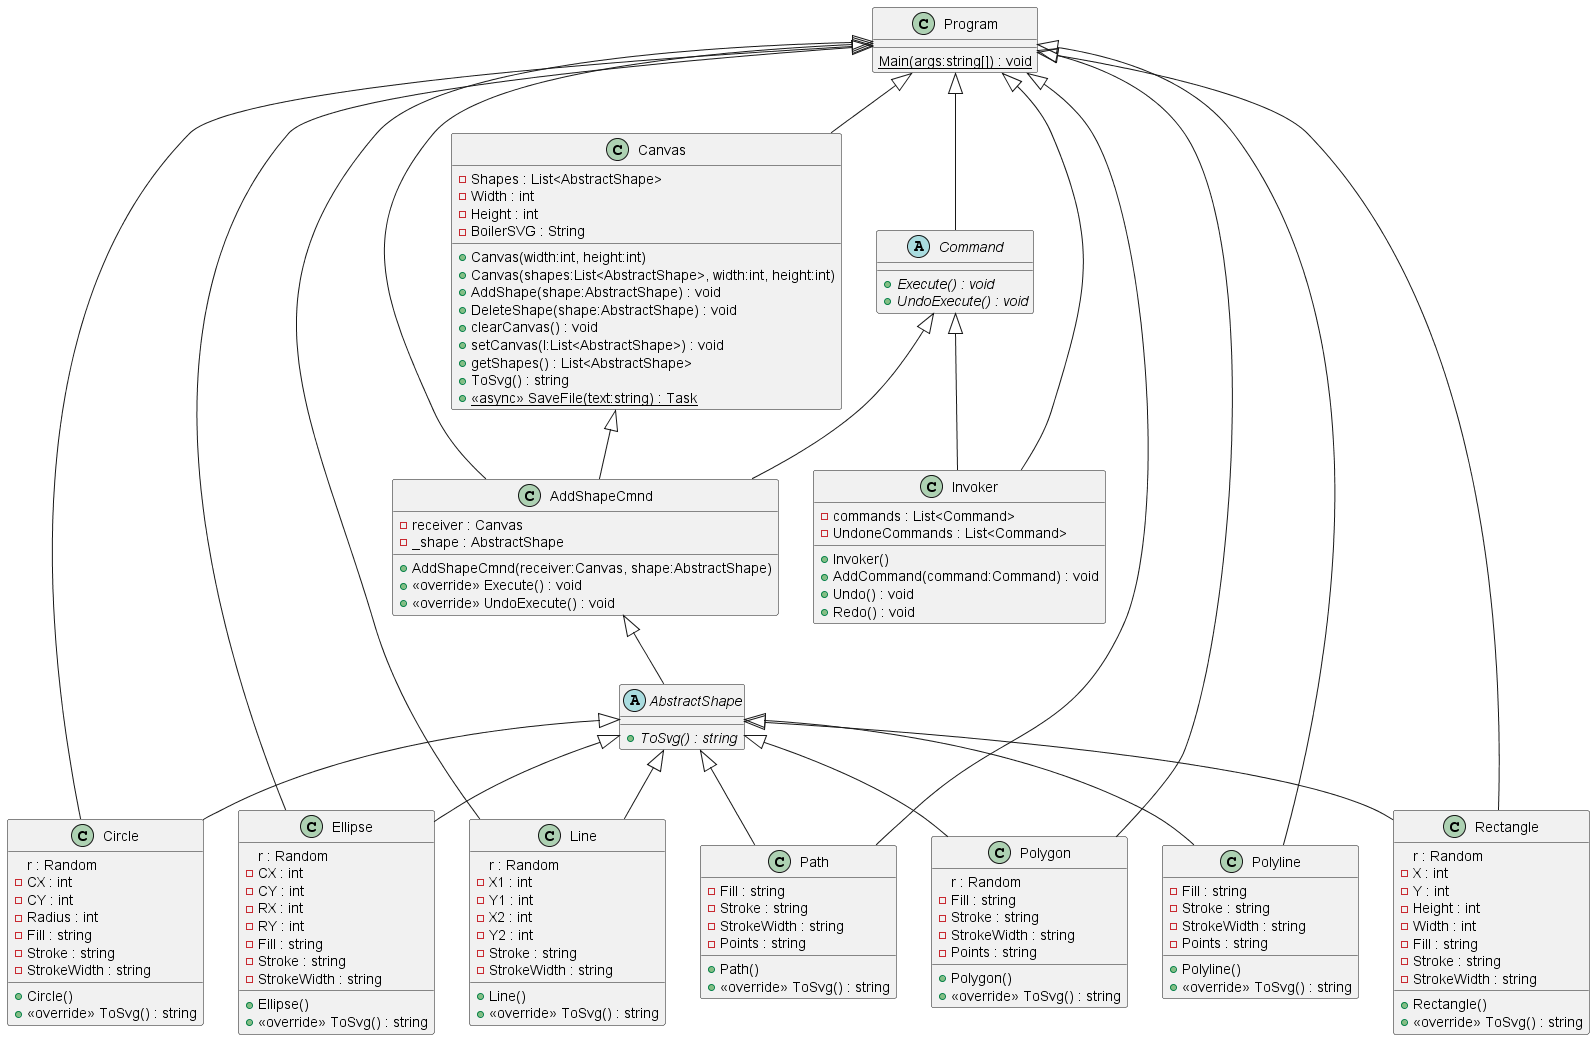 C Program
Main(args:string[]) : void
C Canvas
Shapes : List<AbstractShape>
Width : int
Height : int
BoilerSVG : String
Canvas(width:int, height:int)
Canvas(shapes:List<AbstractShape>, width:int, height:int)
AddShape(shape:AbstractShape) : void
DeleteShape(shape:AbstractShape) : void
clearCanvas() : void
setCanvas(l:List<AbstractShape>) : void
getShapes() : List<AbstractShape>
ToSvg() : string
«async» SaveFile(text:string) : Task
A Command
Execute() : void
UndoExecute() : void
C AddShapeCmnd
receiver : Canvas
_shape : AbstractShape
AddShapeCmnd(receiver:Canvas, shape:AbstractShape)
«override» Execute() : void
«override» UndoExecute() : void
C Invoker
commands : List<Command>
UndoneCommands : List<Command>
Invoker()
AddCommand(command:Command) : void
Undo() : void
Redo() : void
A AbstractShape
ToSvg() : string
C Circle
r : Random
CX : int
CY : int
Radius : int
Fill : string
Stroke : string
StrokeWidth : string
Circle()
«override» ToSvg() : string
C Ellipse
r : Random
CX : int
CY : int
RX : int
RY : int
Fill : string
Stroke : string
StrokeWidth : string
Ellipse()
«override» ToSvg() : string
C Line
r : Random
X1 : int
Y1 : int
X2 : int
Y2 : int
Stroke : string
StrokeWidth : string
Line()
«override» ToSvg() : string
C Path
Fill : string
Stroke : string
StrokeWidth : string
Points : string
Path()
«override» ToSvg() : string
C Polygon
r : Random
Fill : string
Stroke : string
StrokeWidth : string
Points : string
Polygon()
«override» ToSvg() : string
C Polyline
Fill : string
Stroke : string
StrokeWidth : string
Points : string
Polyline()
«override» ToSvg() : string
C Rectangle
r : Random
X : int
Y : int
Height : int
Width : int
Fill : string
Stroke : string
StrokeWidth : string
Rectangle()
«override» ToSvg() : string